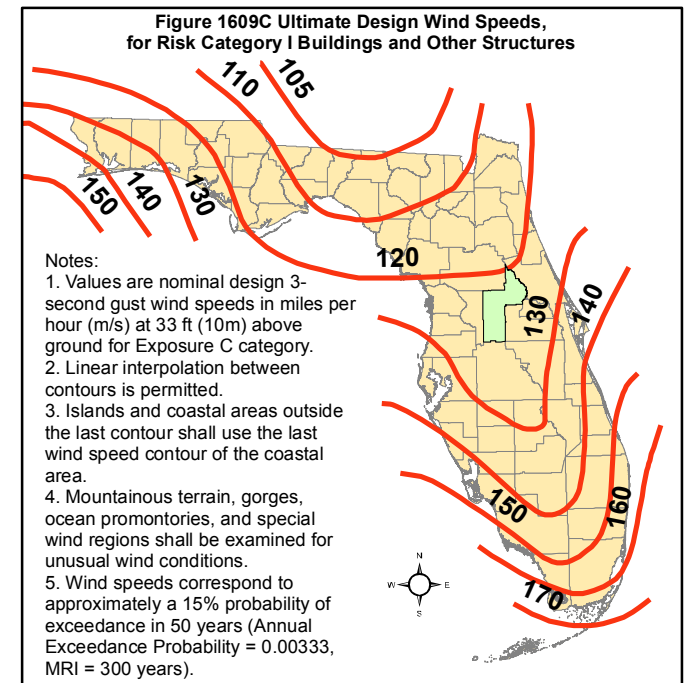 Figure 1609C Ultimate Design Wind Speeds,
for Risk Category I Buildings and Other Structures
105
110
150
140
130
120
130
140
150
160
170
Notes:
1. Values are nominal design 3-
second gust wind speeds in miles per
hour (m/s) at 33 ft (10m) above
ground for Exposure C category.
2. Linear interpolation between
contours is permitted.
3. Islands and coastal areas outside
the last contour shall use the last
wind speed contour of the coastal
area.
4. Mountainous terrain, gorges,
ocean promontories, and special
wind regions shall be examined for
unusual wind conditions.
5. Wind speeds correspond to
approximately a 15% probability of
exceedance in 50 years (Annual
Exceedance Probability = 0.00333,
MRI = 300 years).
N
W E
S